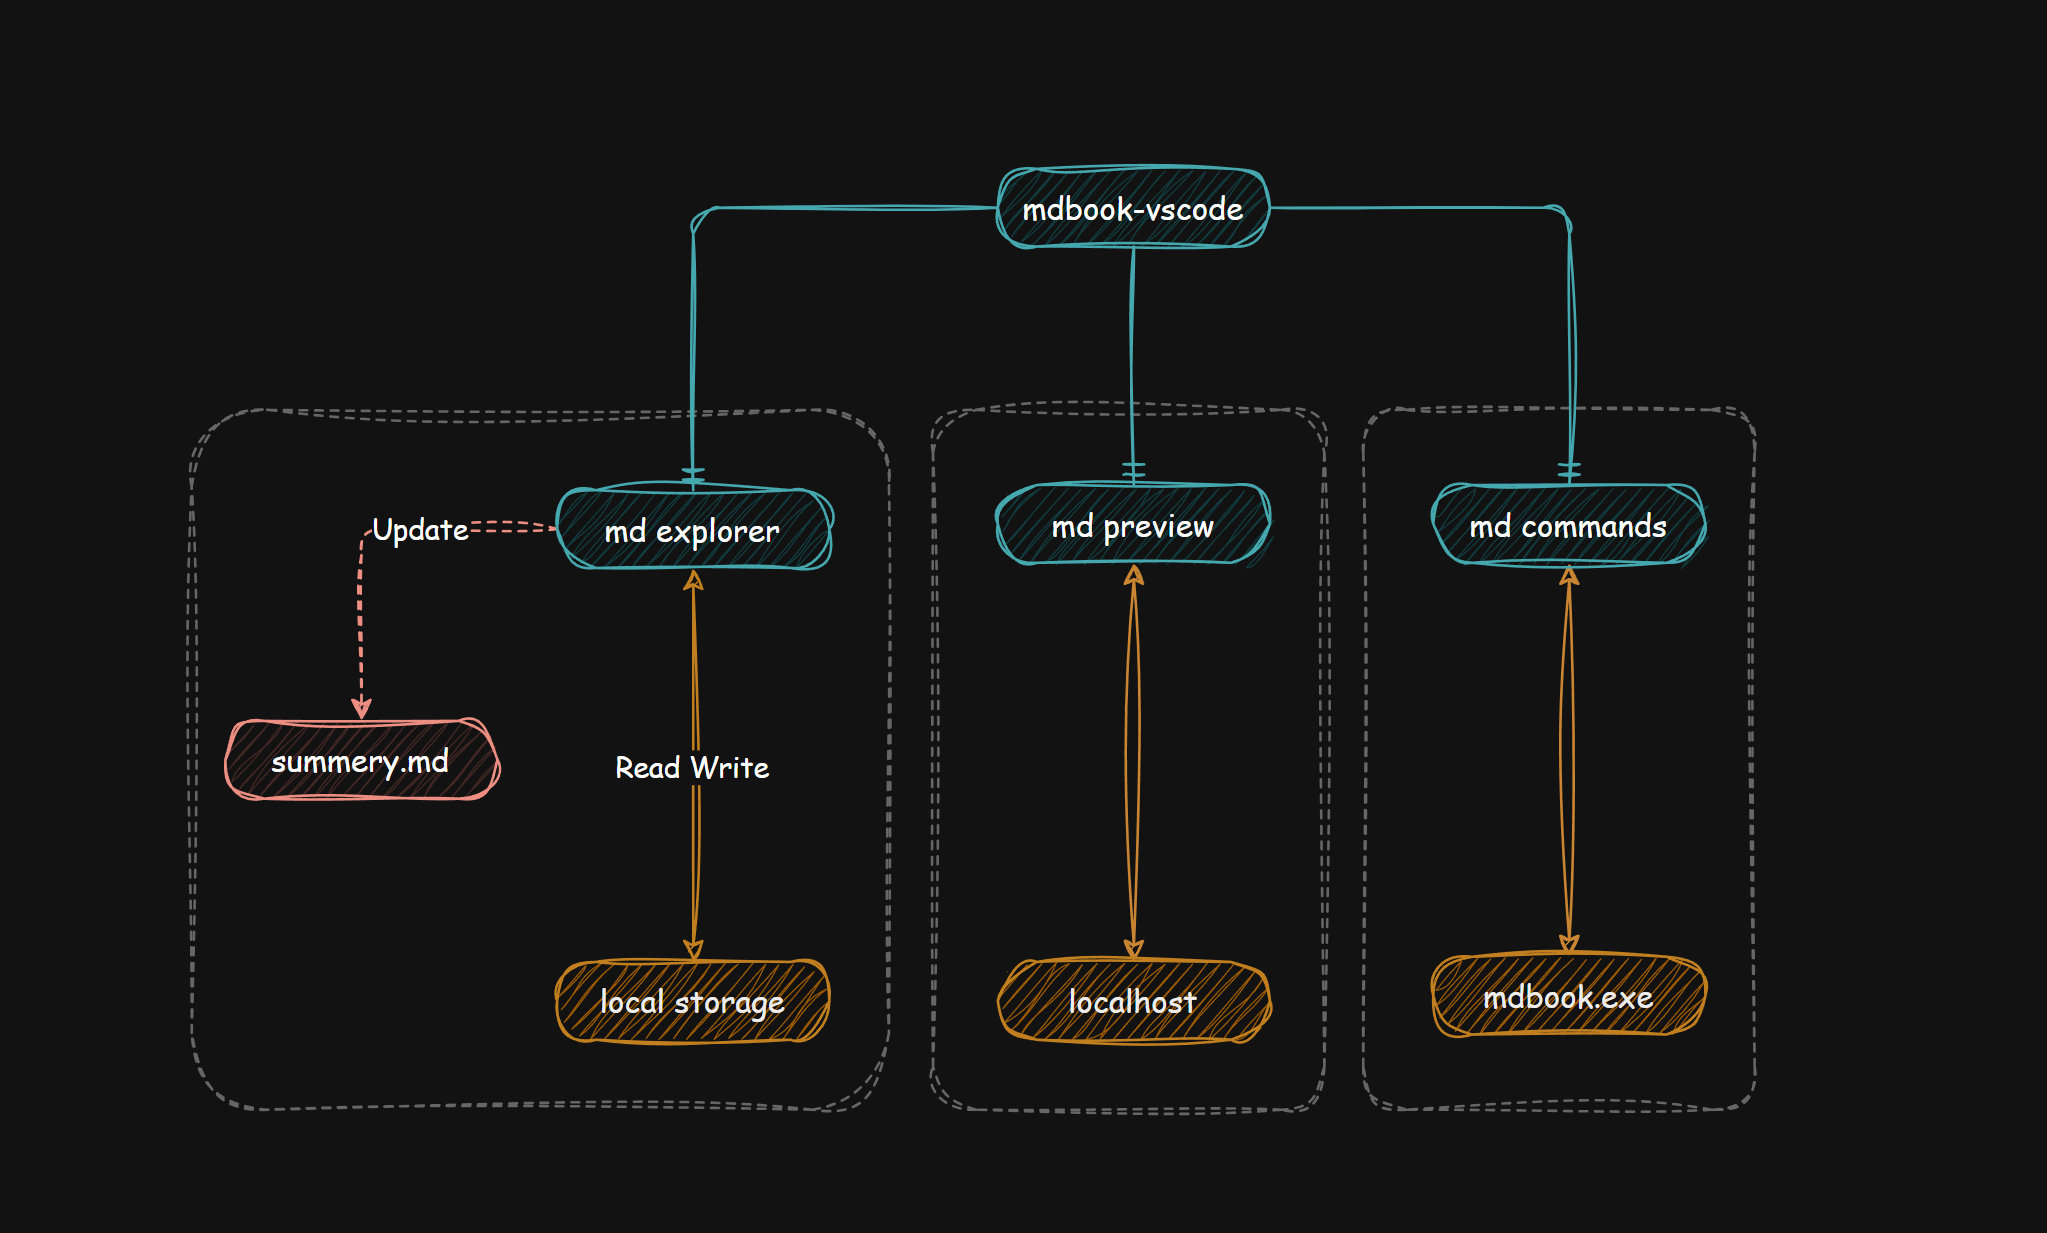 mdbook-vscode
md explorer
md preview
md commands
Update
summery.md
Read Write
local storage
localhost
mdbook.exe